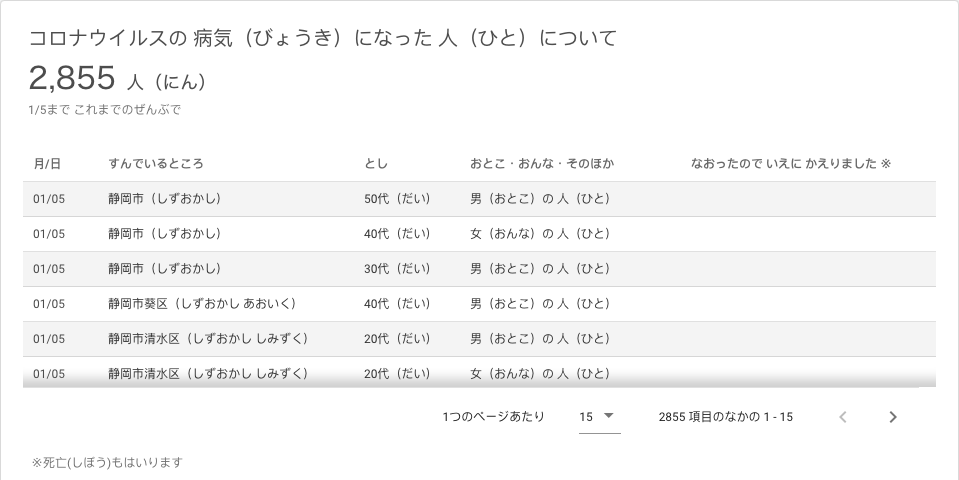 コロナウイルスの 病気（びょうき）になった 人（ひと）について
2,855 人（にん）
1/5まで これまでのぜんぶで
月/日 すんでいるところ とし おとこ・おんな・そのほか なおったので いえに かえりました ※
01/05 静岡市（しずおかし） 50代（だい） 男（おとこ）の 人（ひと）
01/05 静岡市（しずおかし） 40代（だい） 女（おんな）の 人（ひと）
01/05 静岡市（しずおかし） 30代（だい） 男（おとこ）の 人（ひと）
01/05 静岡市葵区（しずおかし あおいく） 40代（だい） 男（おとこ）の 人（ひと）
01/05 静岡市清水区（しずおかし しみずく） 20代（だい） 男（おとこ）の 人（ひと）
01/05 静岡市清水区（しずおかし しみずく） 20代（だい） 女（おんな）の 人（ひと）
1つのページあたり 15 2855 項目のなかの 1 - 15
※死亡(しぼう)もはいります